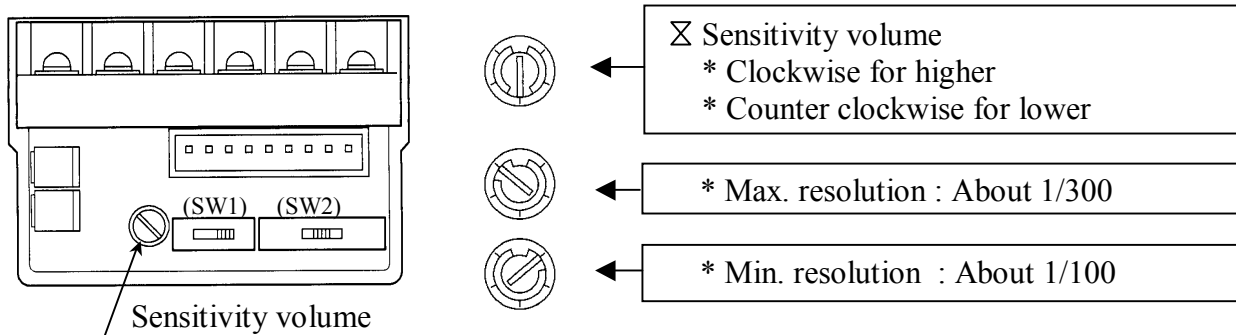 (SW1) (SW2)
Sensitivity volume
⧖ Sensitivity volume
* Clockwise for higher
* Counter clockwise for lower
* Max. resolution : About 1/300
* Min. resolution : About 1/100